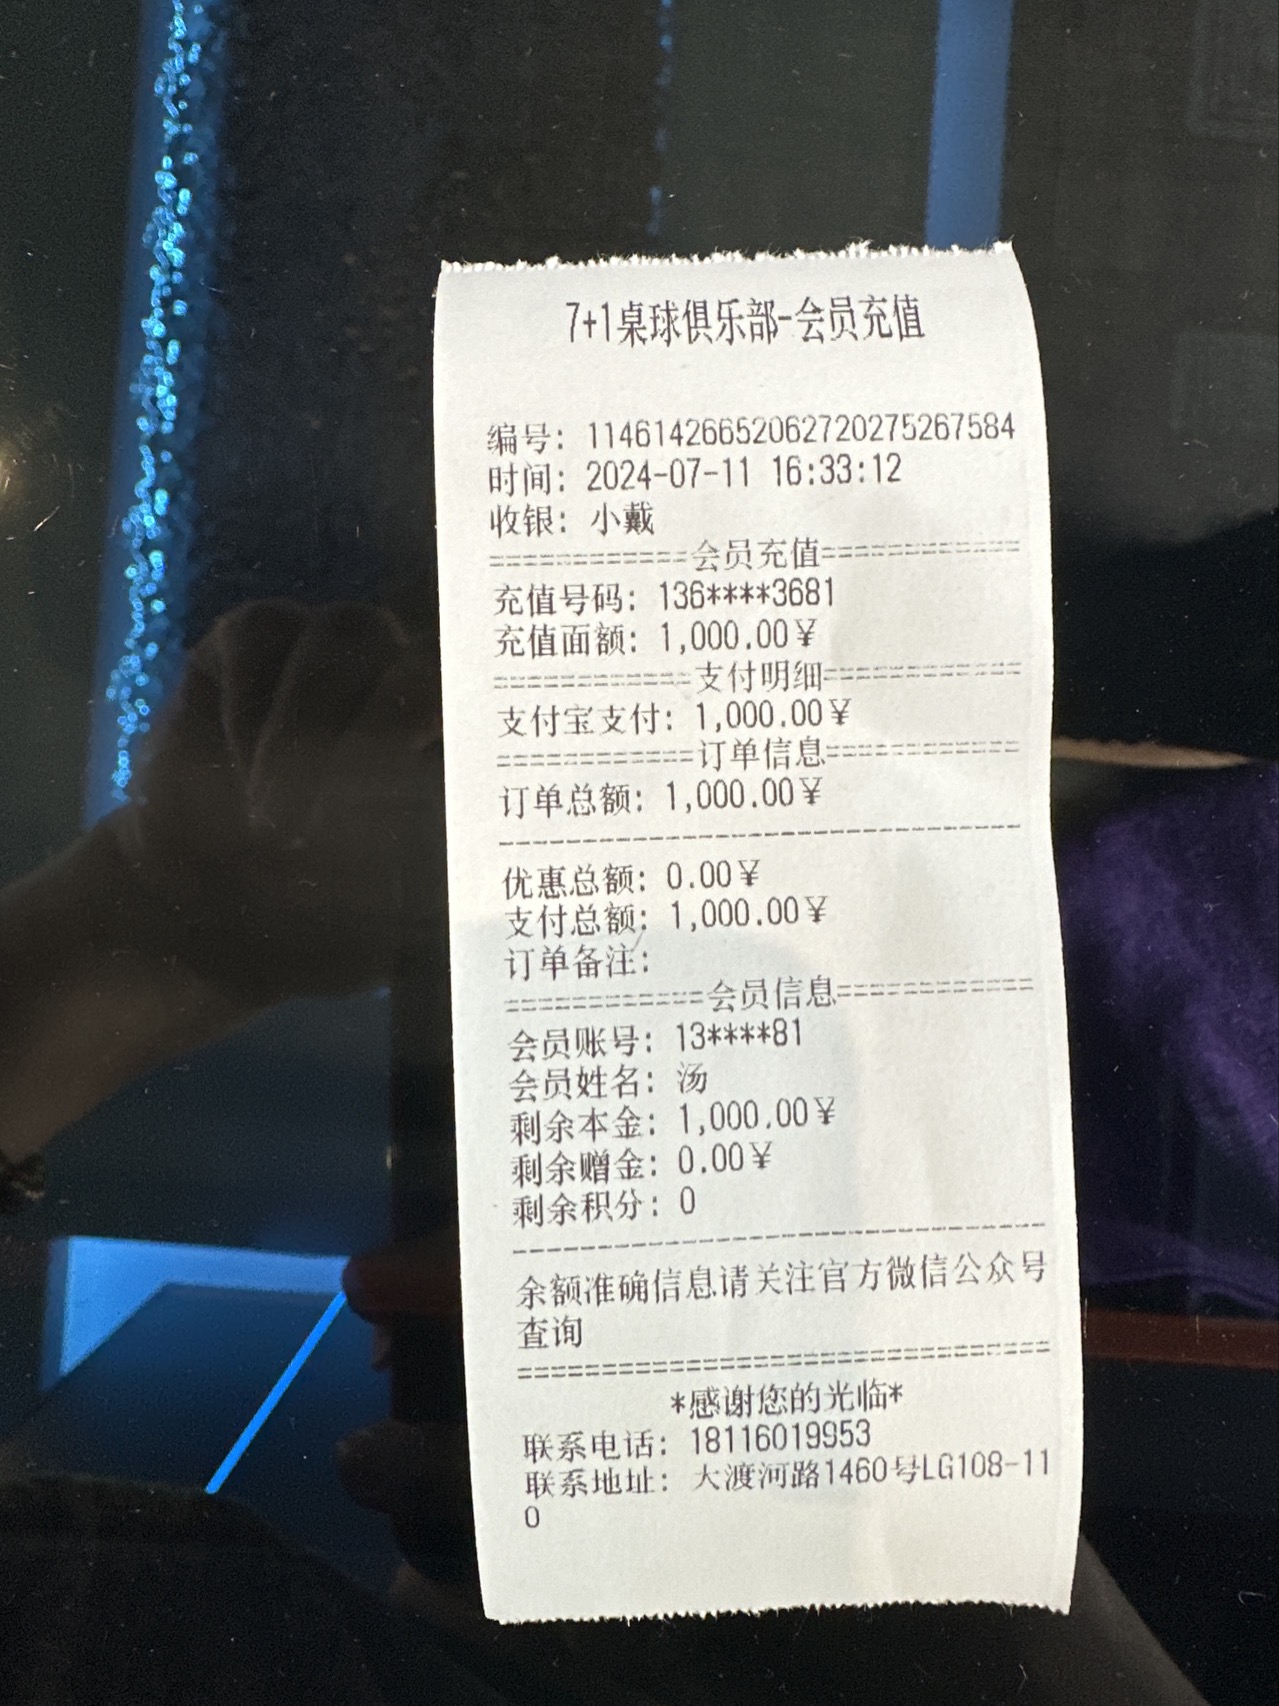 7+1桌球俱乐部-会员充值
编号: 1146142665206272027​5267584
时间: 2024-07-11 16:33:12
收银: 小戴
============会员充值============
充值号码: 136****3681
充值面额: 1,000.00¥
============支付明细============
支付宝支付: 1,000.00¥
============订单信息============
订单总额: 1,000.00¥
--------------------------------
优惠总额: 0.00¥
支付总额: 1,000.00¥
订单备注:
============会员信息============
会员账号: 13****81
会员姓名: 汤
剩余本金: 1,000.00¥
剩余赠金: 0.00¥
剩余积分: 0
--------------------------------
余额准确信息请关注官方微信公众号
查询
================================
*感谢您的光临*
联系电话: 18116019953
联系地址: 大渡河路1460号LG108-11
0